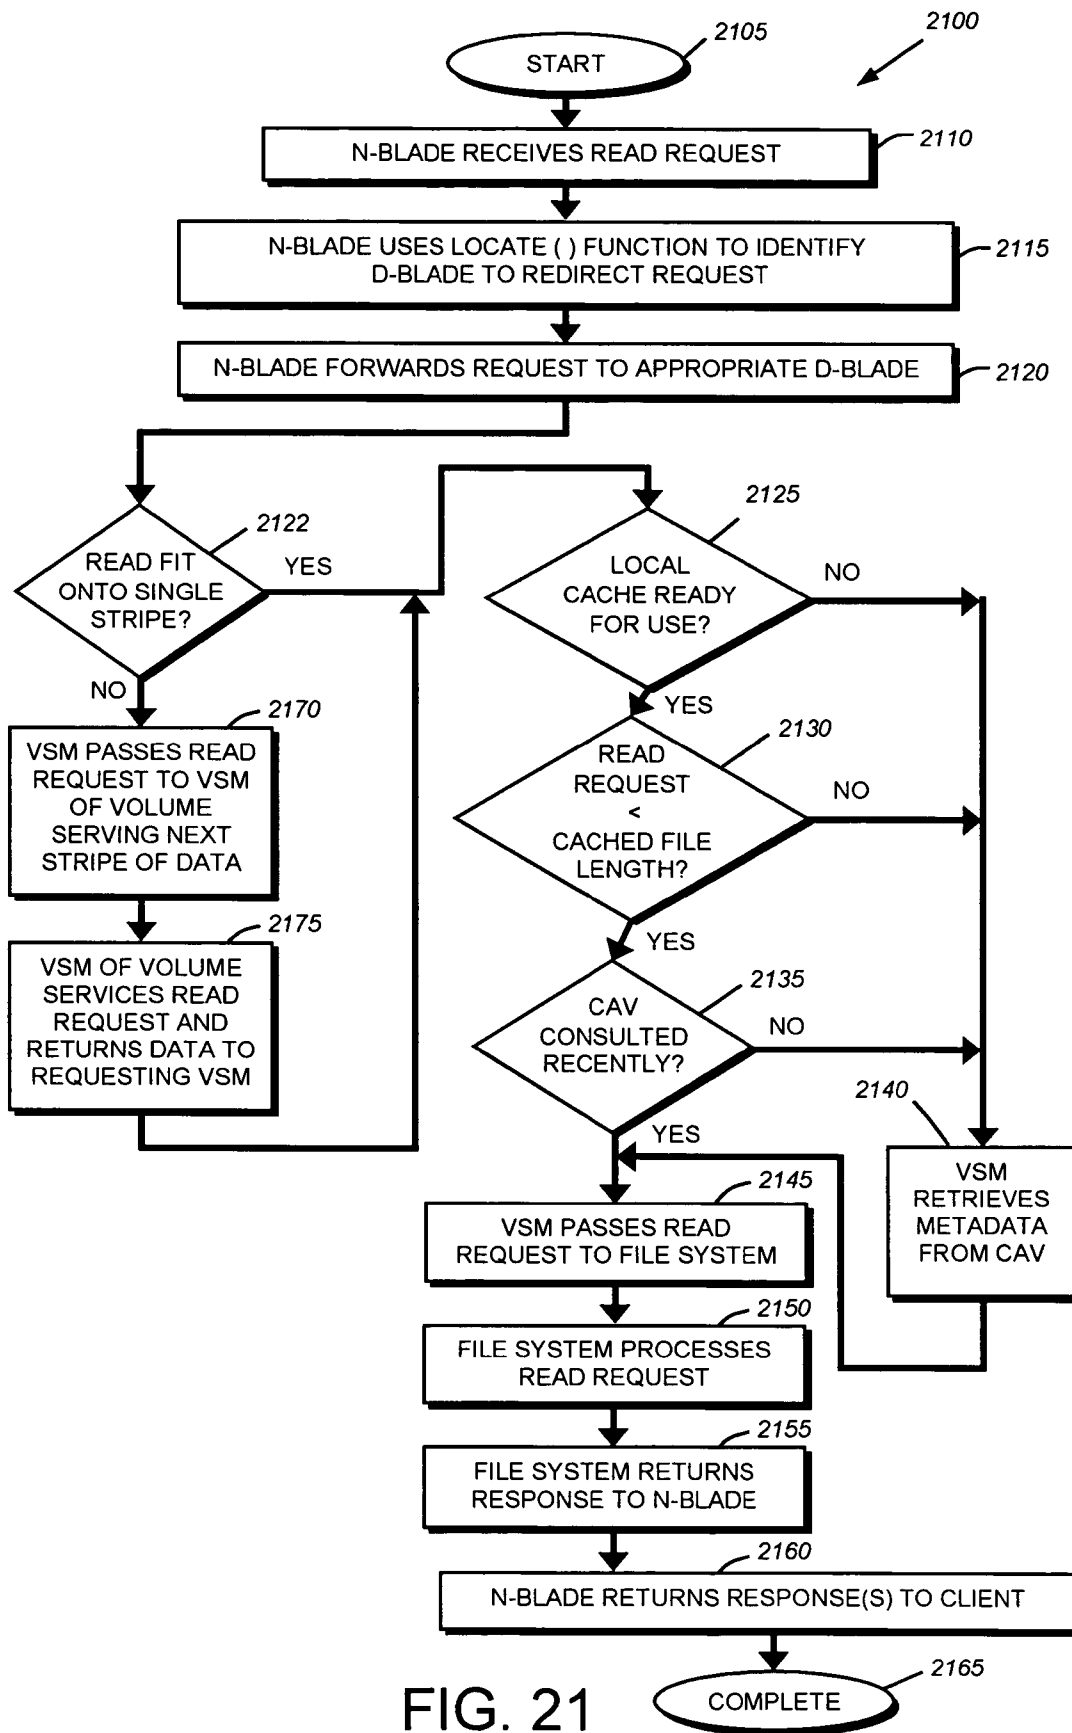 2105
2100
START
N-BLADE RECEIVES READ REQUEST
2110
N-BLADE USES LOCATE ( ) FUNCTION TO IDENTIFY
D-BLADE TO REDIRECT REQUEST
2115
N-BLADE FORWARDS REQUEST TO APPROPRIATE D-BLADE
2120
2122
READ FIT
ONTO SINGLE
STRIPE?
YES
NO
2125
LOCAL
CACHE READY
FOR USE?
NO
YES
2170
VSM PASSES READ
REQUEST TO VSM
OF VOLUME
SERVING NEXT
STRIPE OF DATA
2130
READ
REQUEST
<
CACHED FILE
LENGTH?
NO
YES
2175
VSM OF VOLUME
SERVICES READ
REQUEST AND
RETURNS DATA TO
REQUESTING VSM
2135
CAV
CONSULTED
RECENTLY?
NO
YES
2140
VSM
RETRIEVES
METADATA
FROM CAV
2145
VSM PASSES READ
REQUEST TO FILE SYSTEM
2150
FILE SYSTEM PROCESSES
READ REQUEST
2155
FILE SYSTEM RETURNS
RESPONSE TO N-BLADE
2160
N-BLADE RETURNS RESPONSE(S) TO CLIENT
2165
COMPLETE
FIG. 21